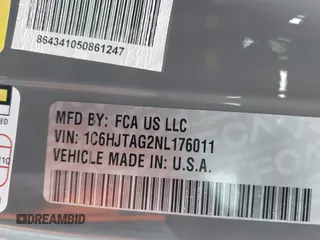 864341050861247
MFD BY: FCA US LLC
VIN: 1C6HJTAG2NL176011
VEHICLE MADE IN U.S.A.
DREAMBID